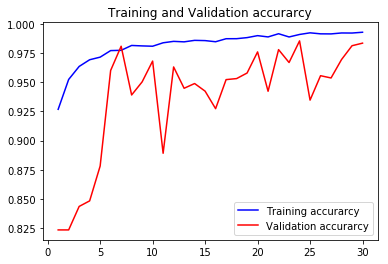 Training and Validation accurarcy
1.000
0.975
0.950
0.925
0.900
0.875
0.850
0.825
Training accurarcy
Validation accurarcy
0 5 10 15 20 25 30